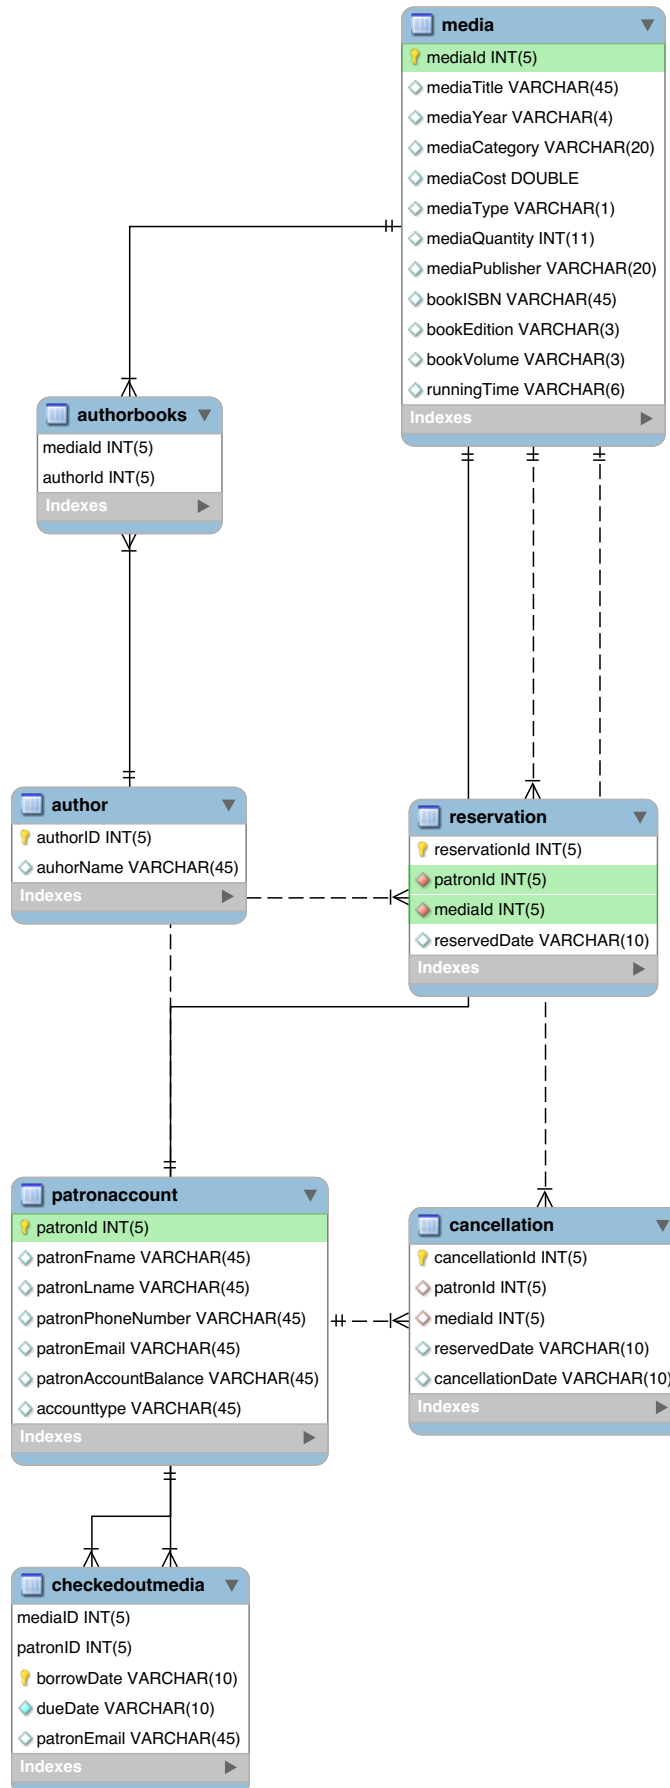 media
mediaId INT(5)
mediaTitle VARCHAR(45)
mediaYear VARCHAR(4)
mediaCategory VARCHAR(20)
mediaCost DOUBLE
mediaType VARCHAR(1)
mediaQuantity INT(11)
mediaPublisher VARCHAR(20)
bookISBN VARCHAR(45)
bookEdition VARCHAR(3)
bookVolume VARCHAR(3)
runningTime VARCHAR(6)
Indexes
authorbooks
mediaId INT(5)
authorId INT(5)
Indexes
author
authorID INT(5)
auhorName VARCHAR(45)
Indexes
reservation
reservationId INT(5)
patronId INT(5)
mediaId INT(5)
reservedDate VARCHAR(10)
Indexes
patronaccount
patronId INT(5)
patronFname VARCHAR(45)
patronLname VARCHAR(45)
patronPhoneNumber VARCHAR(45)
patronEmail VARCHAR(45)
patronAccountBalance VARCHAR(45)
accounttype VARCHAR(45)
Indexes
cancellation
cancellationId INT(5)
patronId INT(5)
mediaId INT(5)
reservedDate VARCHAR(10)
cancellationDate VARCHAR(10)
Indexes
checkedoutmedia
mediaID INT(5)
patronID INT(5)
borrowDate VARCHAR(10)
dueDate VARCHAR(10)
patronEmail VARCHAR(45)
Indexes